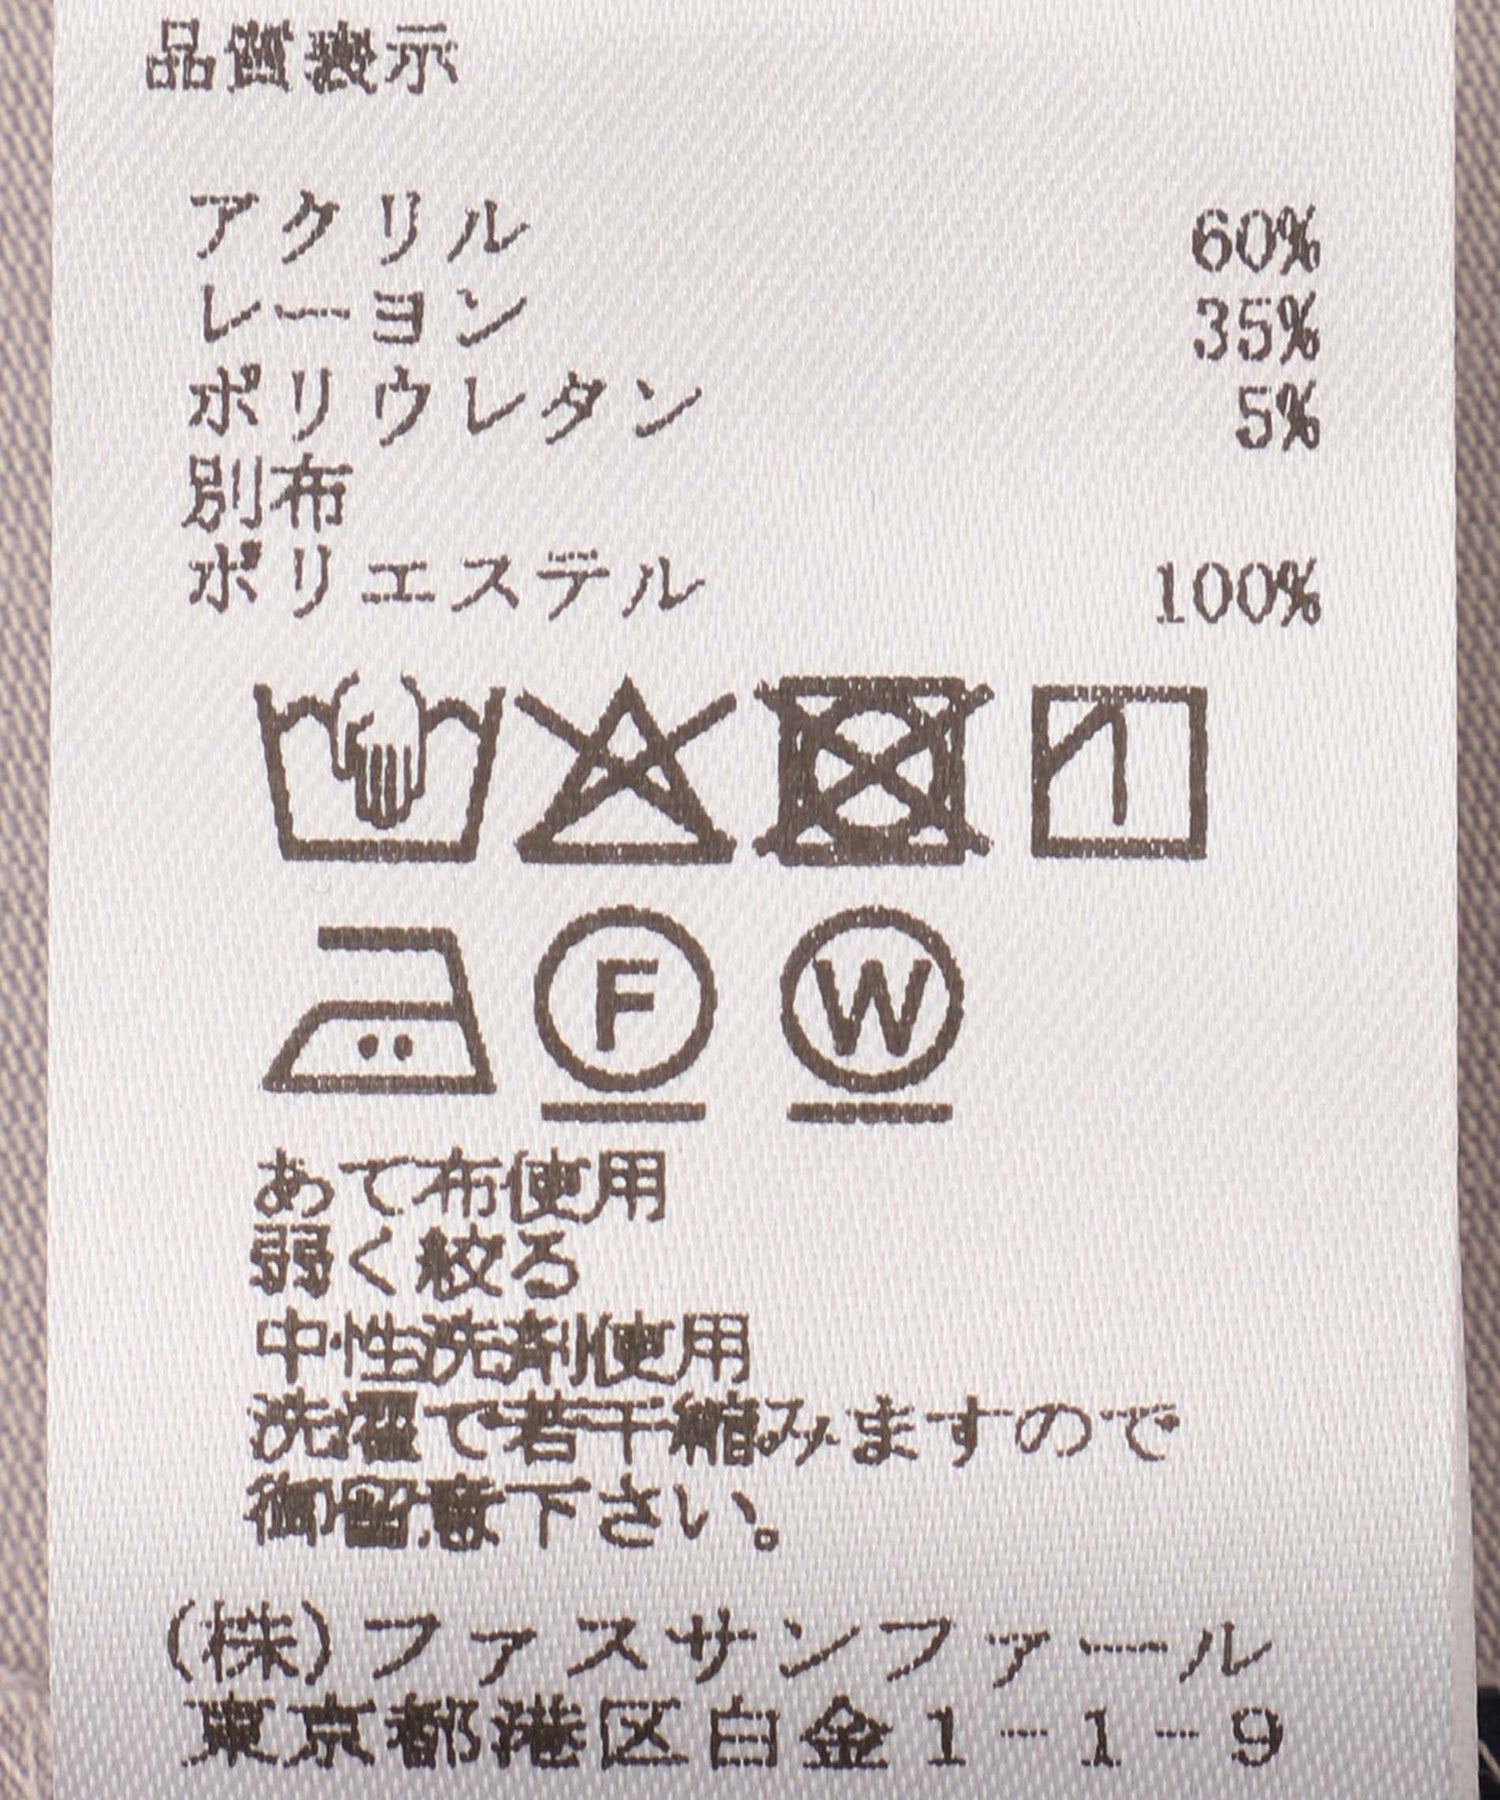 品質表示
アクリル 60%
レーヨン 35%
ポリウレタン 5%
別布
ポリエステル 100%
F W
あて布使用
弱く絞る
中性洗剤使用
洗濯で若干縮みますので
御留意下さい。
(株)ファスサンファール
東京都港区白金1-1-9